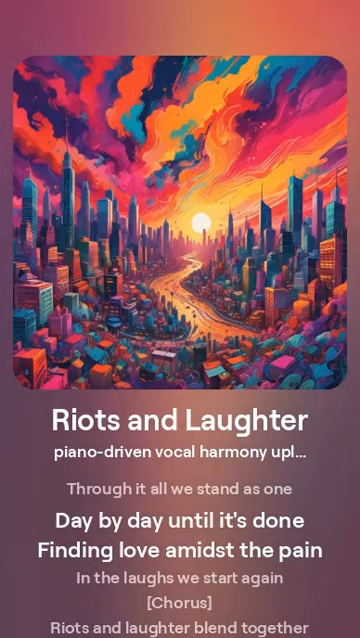 Riots and Laughter
piano-driven vocal harmony upl...
Through it all we stand as one
Day by day until it's done
Finding love amidst the pain
In the laughs we start again
[Chorus]
Riots and laughter blend together